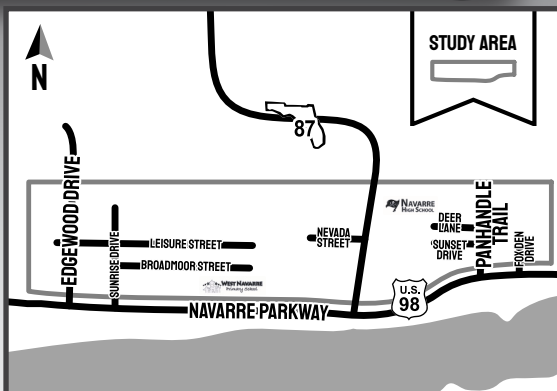 STUDY AREA
N
87
EDGEWOOD DRIVE
SUNRISE DRIVE
LEISURE STREET
BROADMOOR STREET
WEST NAVARRE
Primary School
NEVADA
STREET
NAVARRE
HIGH SCHOOL
DEER
LANE
SUNSET
DRIVE
PANHANDLE
TRAIL
FOXDEN
DRIVE
U.S.
98
NAVARRE PARKWAY